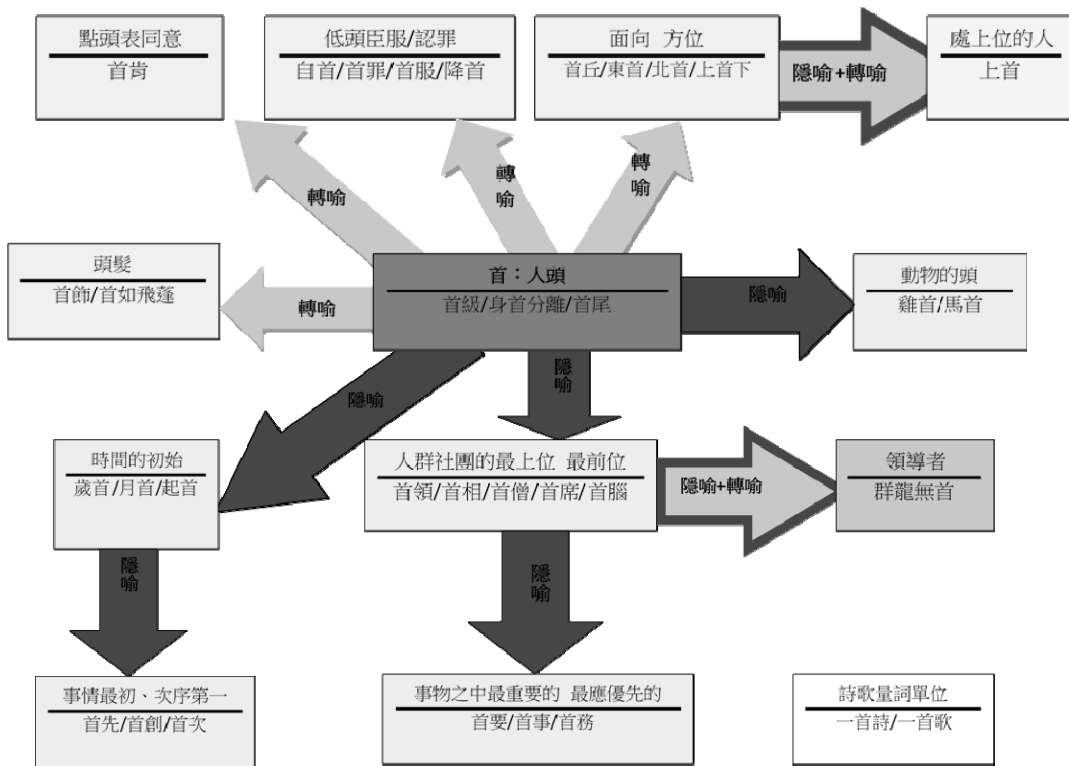 點頭表同意
首肯
低頭臣服/認罪
自首/首罪/首服/降首
面向 方位
首丘/東首/北首/上首下
隱喻+轉喻
處上位的人
上首
轉喻
轉喻
轉喻
頭髮
首飾/首如飛蓬
轉喻
首：人頭
首級/身首分離/首尾
隱喻
動物的頭
雞首/馬首
隱喻
隱喻
時間的初始
歲首/月首/起首
人群社團的最上位 最前位
首領/首相/首僧/首席/首腦
隱喻+轉喻
領導者
群龍無首
隱喻
隱喻
事情最初、次序第一
首先/首創/首次
事物之中最重要的 最應優先的
首要/首事/首務
詩歌量詞單位
一首詩/一首歌